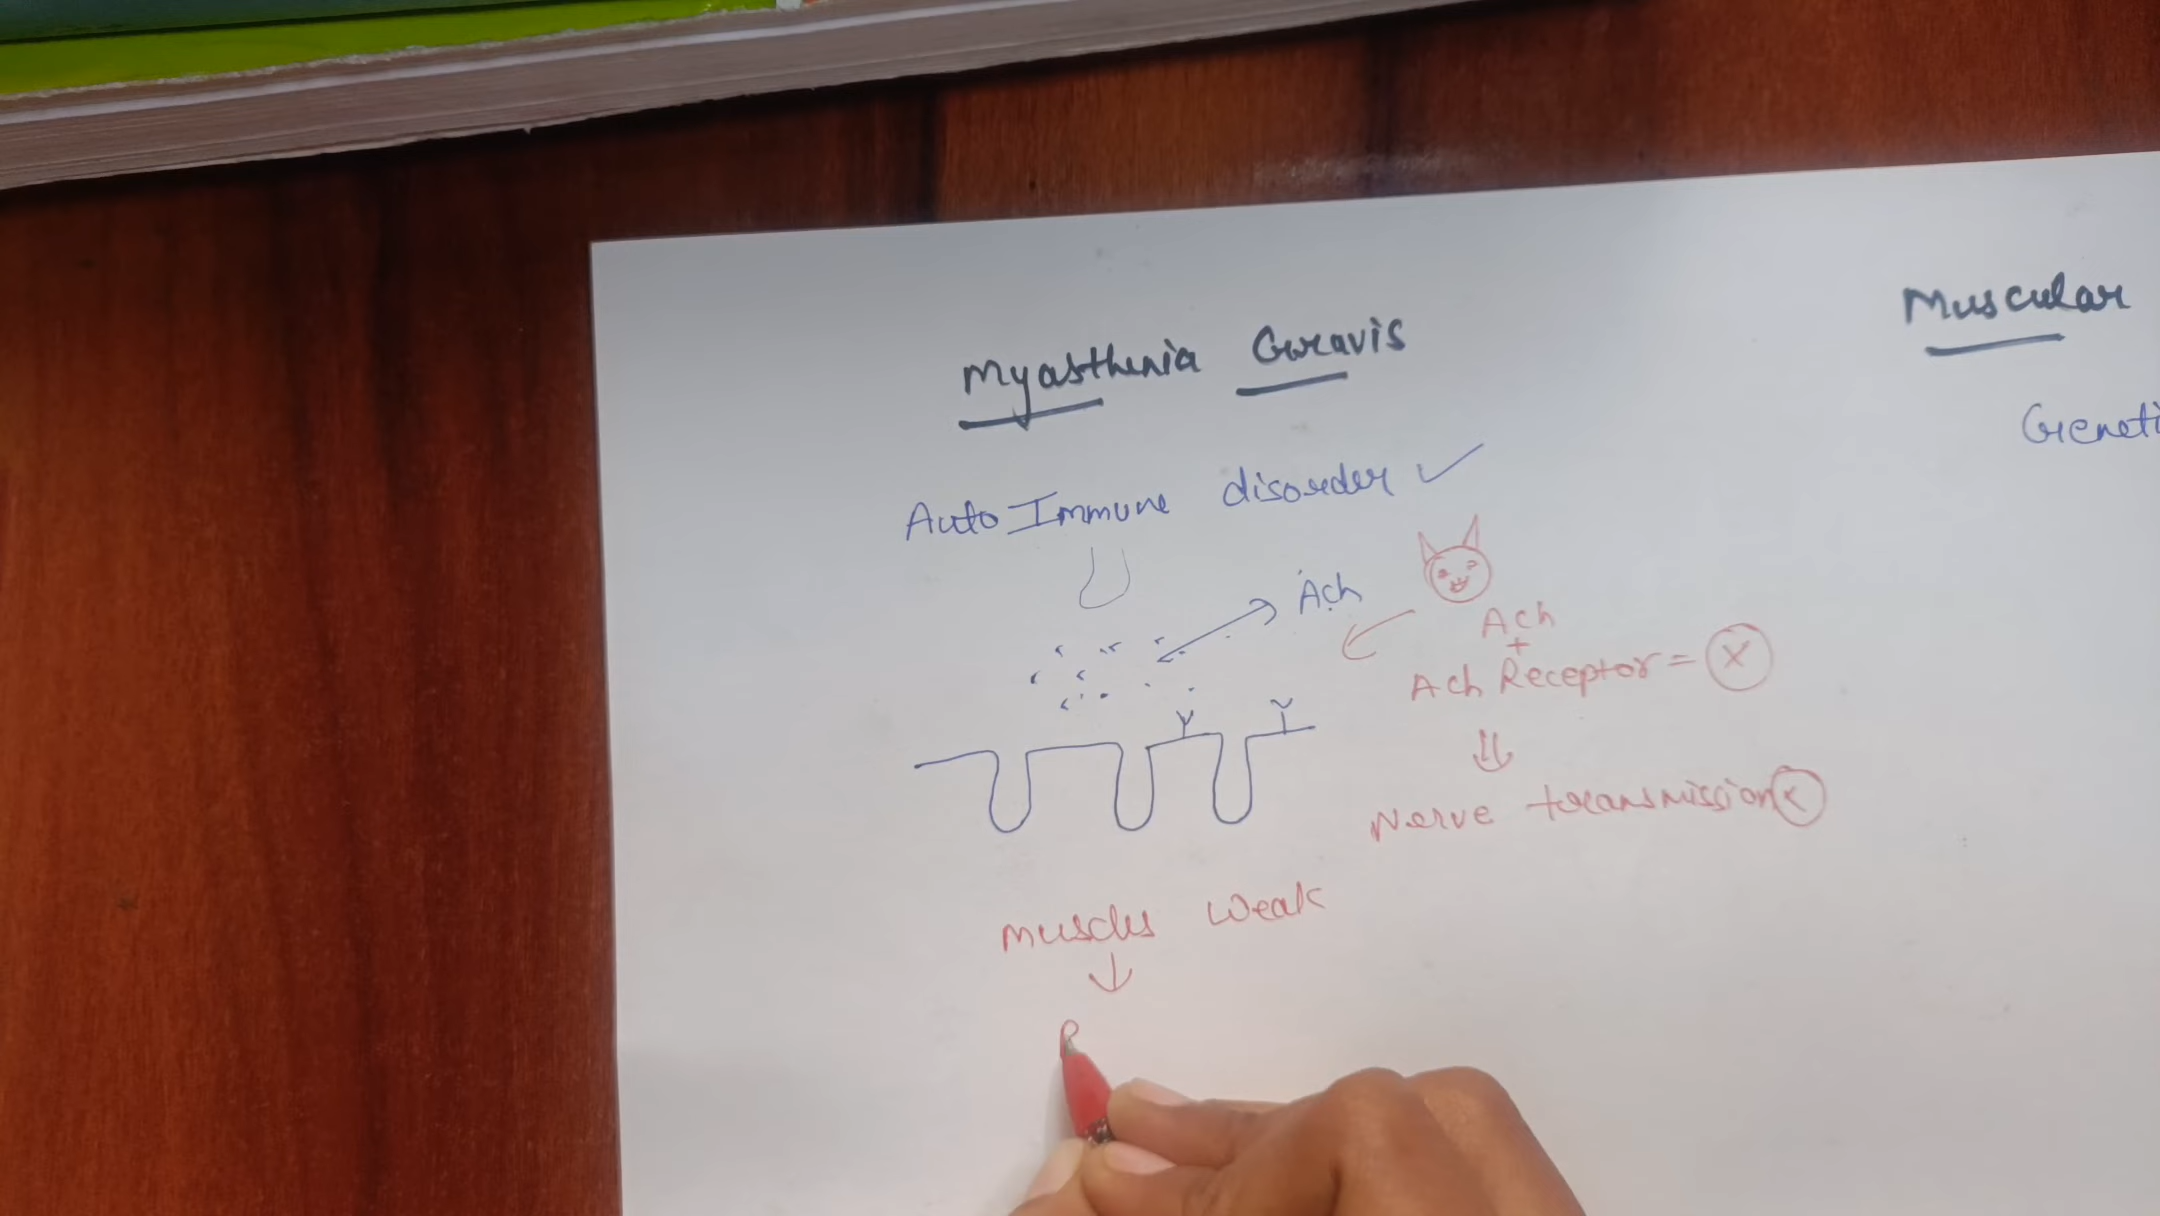 Myasthenia Gravis
Muscular
Auto Immune disorder ✓
Geneti
Ach
Ach
+
Ach Receptor = X
⇓
Nerve transmission X
Muscles weak
↓
P